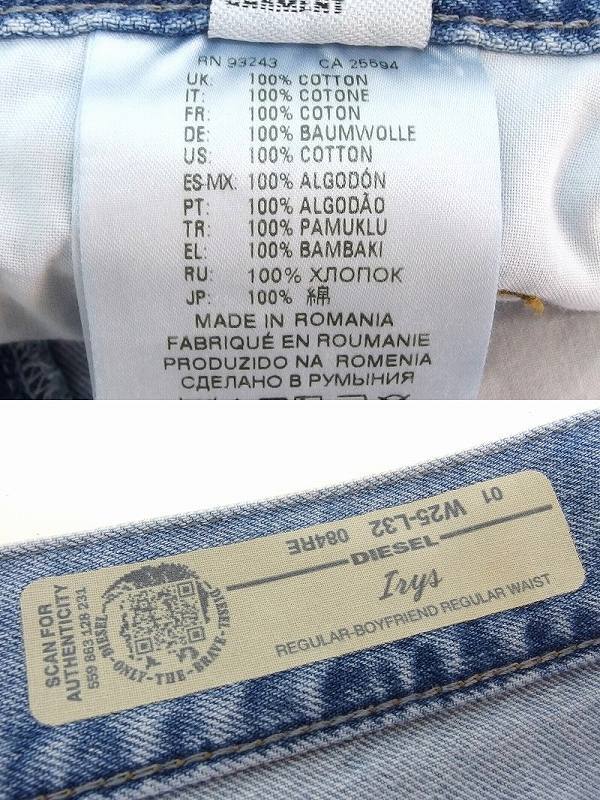 GARMENT
RN 93243 CA 25594
UK: 100% COTTON
IT: 100% COTONE
FR: 100% COTON
DE: 100% BAUMWOLLE
US: 100% COTTON
ES-MX: 100% ALGODÓN
PT: 100% ALGODÃO
TR: 100% PAMUKLU
EL: 100% BAMBAKI
RU: 100% ХЛОПОК
JP: 100% 綿
MADE IN ROMANIA
FABRIQUÉ EN ROUMANIE
PRODUZIDO NA ROMENIA
СДЕЛАНО В РУМЫНИЯ
01 W25-L32 084RE
DIESEL
Irys
REGULAR-BOYFRIEND REGULAR WAIST
SCAN FOR
AUTHENTICITY
559 863 128 231
DIESEL ONLY-THE-BRAVE DIESEL